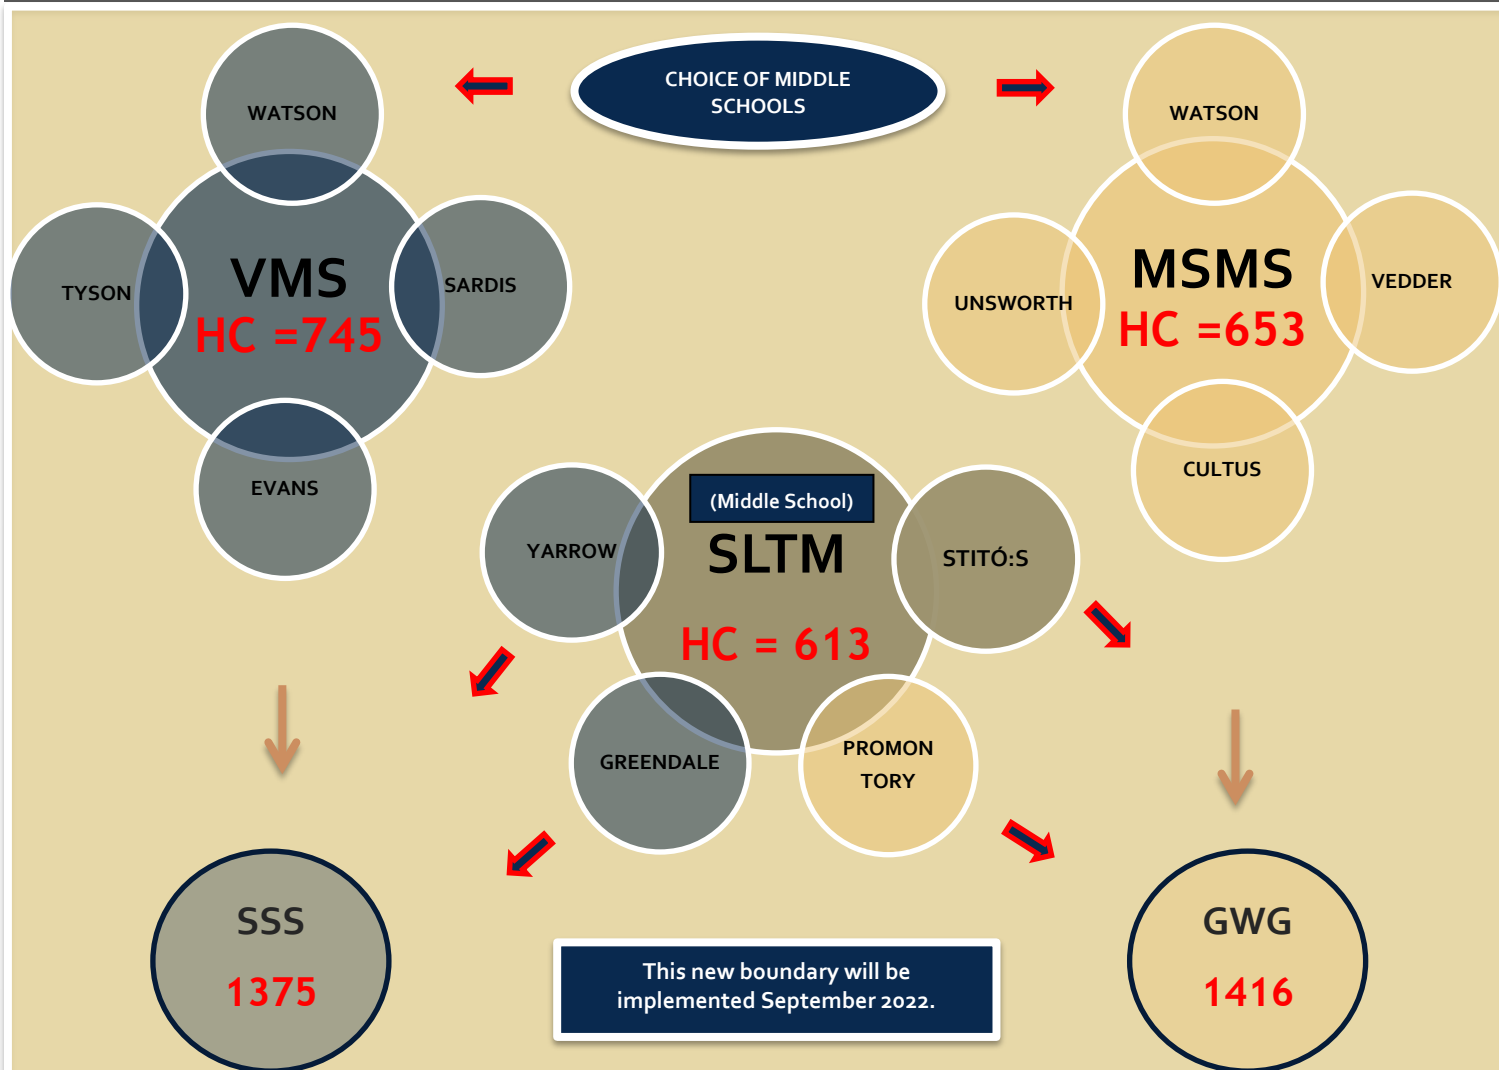 CHOICE OF MIDDLE
SCHOOLS
WATSON
TYSON
VMS
HC =745
SARDIS
EVANS
WATSON
UNSWORTH
MSMS
HC =653
VEDDER
CULTUS
(Middle School)
YARROW
SLTM
STITÓ:S
HC = 613
GREENDALE
PROMON
TORY
SSS
1375
This new boundary will be
implemented September 2022.
GWG
1416